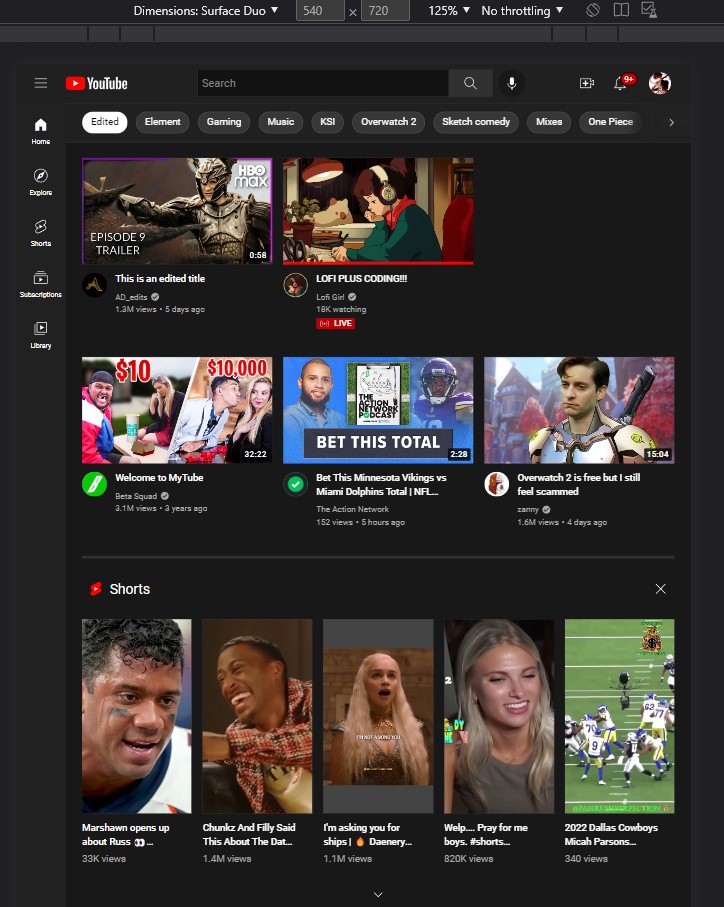 Dimensions: Surface Duo ▼ 540 × 720 125% ▼ No throttling ▼
YouTube Search 9+
Edited Element Gaming Music KSI Overwatch 2 Sketch comedy Mixes One Piece
Home
Explore
Shorts
Subscriptions
Library
HBO
max
EPISODE 9
TRAILER
0:58
This is an edited title
AD_edits
1.3M views • 5 days ago
LOFI PLUS CODING!!!
Lofi Girl
18K watching
LIVE
$10 $10,000
32:22
Welcome to MyTube
Beta Squad
3.1M views • 3 years ago
THE
ACTION
NETWORK
PODCAST
BET THIS TOTAL
2:28
Bet This Minnesota Vikings vs
Miami Dolphins Total | NFL...
The Action Network
152 views • 5 hours ago
15:04
Overwatch 2 is free but I still
feel scammed
zanny
1.6M views • 4 days ago
Shorts
Marshawn opens up
about Russ 👀 ...
33K views
Chunkz And Filly Said
This About The Dat...
1.4M views
I'M NOT ASKING YOU
I'm asking you for
ships | 🔥 Daenery...
1.1M views
2
Welp.... Pray for me
boys. #shorts...
820K views
2022 Dallas Cowboys
Micah Parsons...
340 views